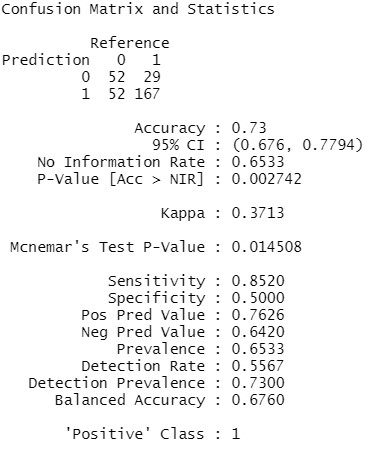 Confusion Matrix and Statistics
Reference
Prediction 0 1
0 52 29
1 52 167
Accuracy : 0.73
95% CI : (0.676, 0.7794)
No Information Rate : 0.6533
P-Value [Acc > NIR] : 0.002742
Kappa : 0.3713
Mcnemar's Test P-Value : 0.014508
Sensitivity : 0.8520
Specificity : 0.5000
Pos Pred Value : 0.7626
Neg Pred Value : 0.6420
Prevalence : 0.6533
Detection Rate : 0.5567
Detection Prevalence : 0.7300
Balanced Accuracy : 0.6760
'Positive' Class : 1